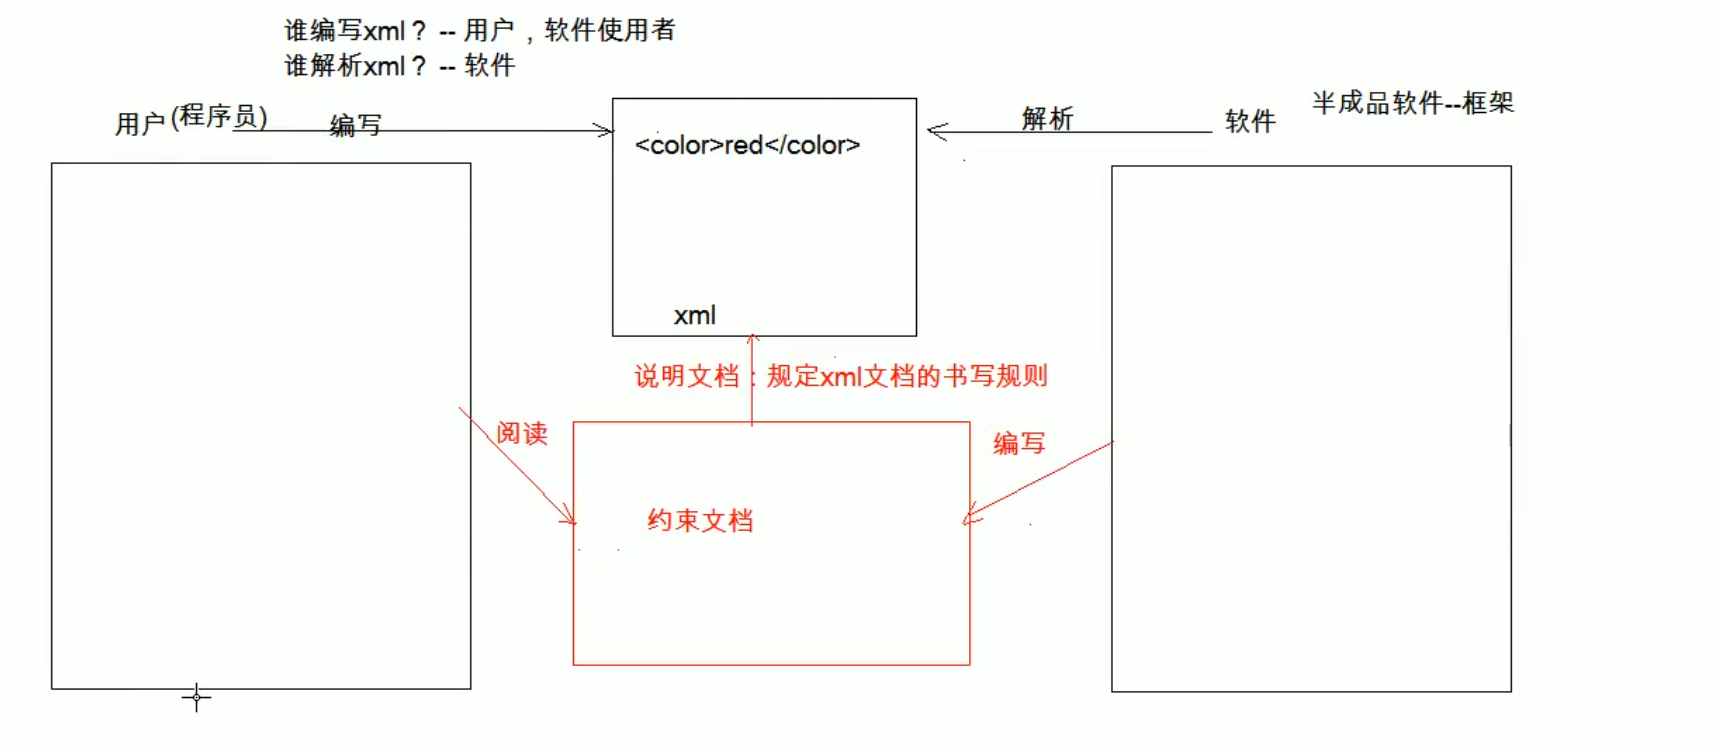 谁编写xml？ -- 用户，软件使用者
谁解析xml？ -- 软件
用户(程序员)
编写
<color>red</color>
xml
解析
软件
半成品软件--框架
说明文档：规定xml文档的书写规则
阅读
编写
约束文档